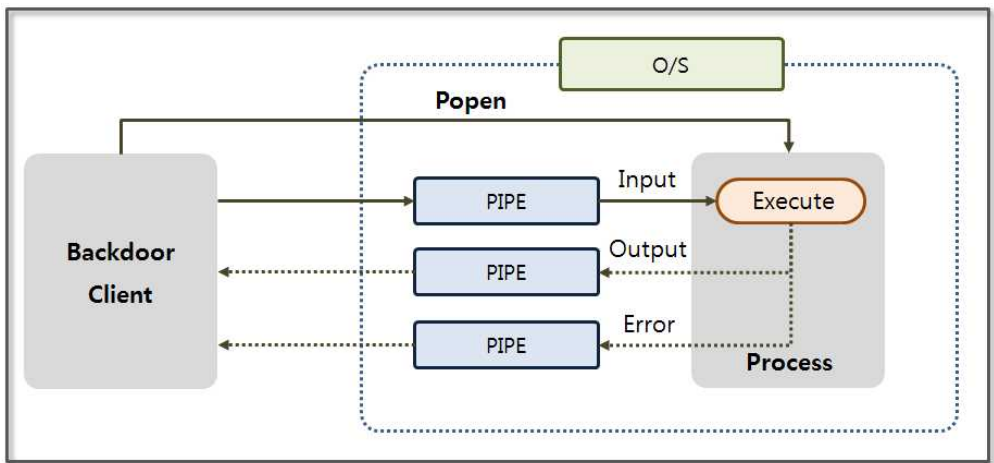 O/S
Popen
Backdoor
Client
PIPE
Input
Execute
PIPE
Output
PIPE
Error
Process